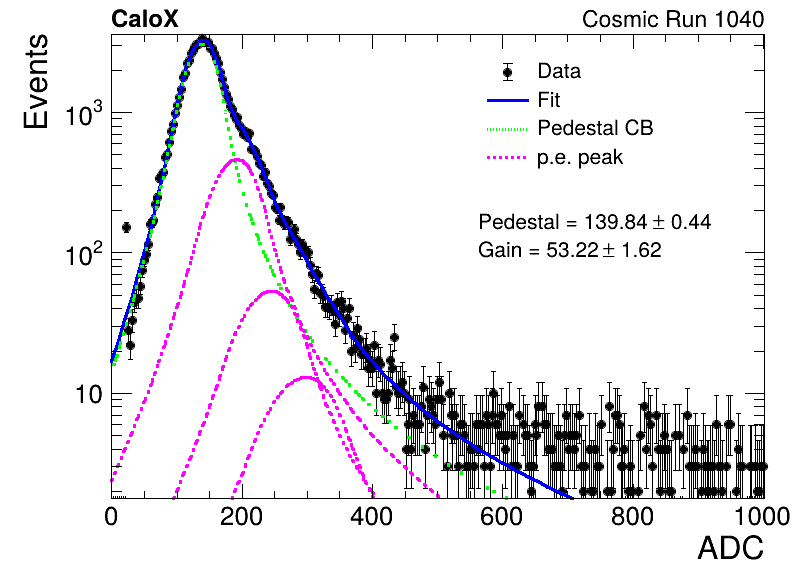 CaloX
Cosmic Run 1040
Events
Data
Fit
Pedestal CB
p.e. peak
Pedestal = 139.84 ± 0.44
Gain = 53.22 ± 1.62
10³
10²
10
0 200 400 600 800 1000
ADC